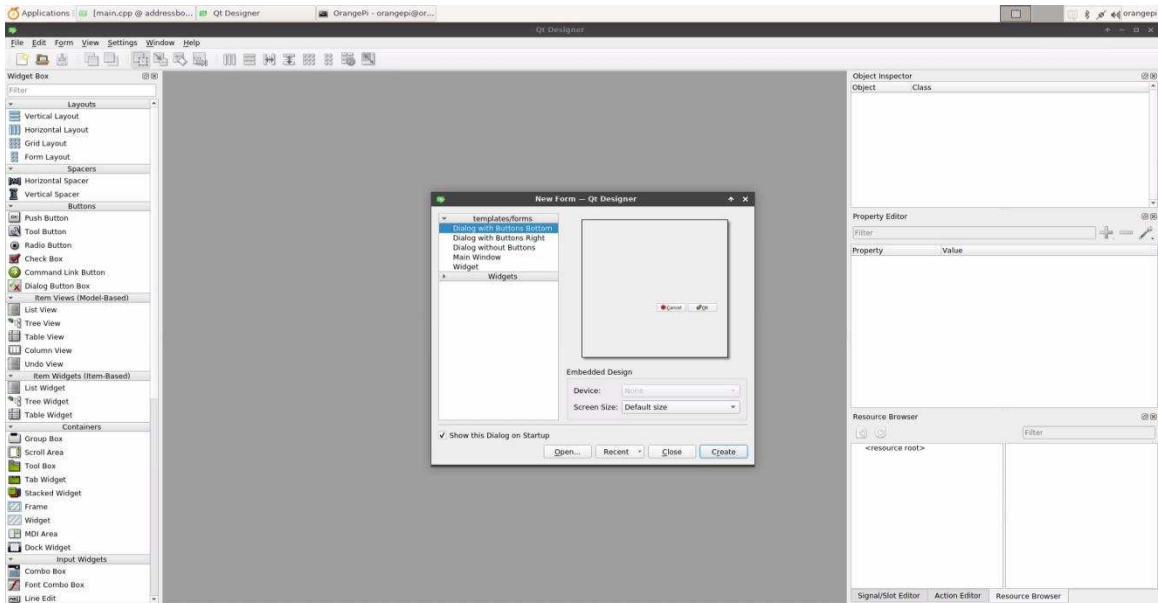 Applications
[main.cpp @ addressbo...
Qt Designer
OrangePi - orangepi@or...
orangepi
Qt Designer
File Edit Form View Settings Window Help
Widget Box
Filter
Layouts
Vertical Layout
Horizontal Layout
Grid Layout
Form Layout
Spacers
Horizontal Spacer
Vertical Spacer
Buttons
Push Button
Tool Button
Radio Button
Check Box
Command Link Button
Dialog Button Box
Item Views (Model-Based)
List View
Tree View
Table View
Column View
Undo View
Item Widgets (Item-Based)
List Widget
Tree Widget
Table Widget
Containers
Group Box
Scroll Area
Tool Box
Tab Widget
Stacked Widget
Frame
Widget
MDI Area
Dock Widget
Input Widgets
Combo Box
Font Combo Box
Line Edit
New Form — Qt Designer
templates/forms
Dialog with Buttons Bottom
Dialog with Buttons Right
Dialog without Buttons
Main Window
Widget
Widgets
Cancel OK
Embedded Design
Device: None
Screen Size: Default size
Show this Dialog on Startup
Open... Recent Close Create
Object Inspector
Object Class
Property Editor
Filter
Property Value
Resource Browser
Filter
<resource root>
Signal/Slot Editor Action Editor Resource Browser